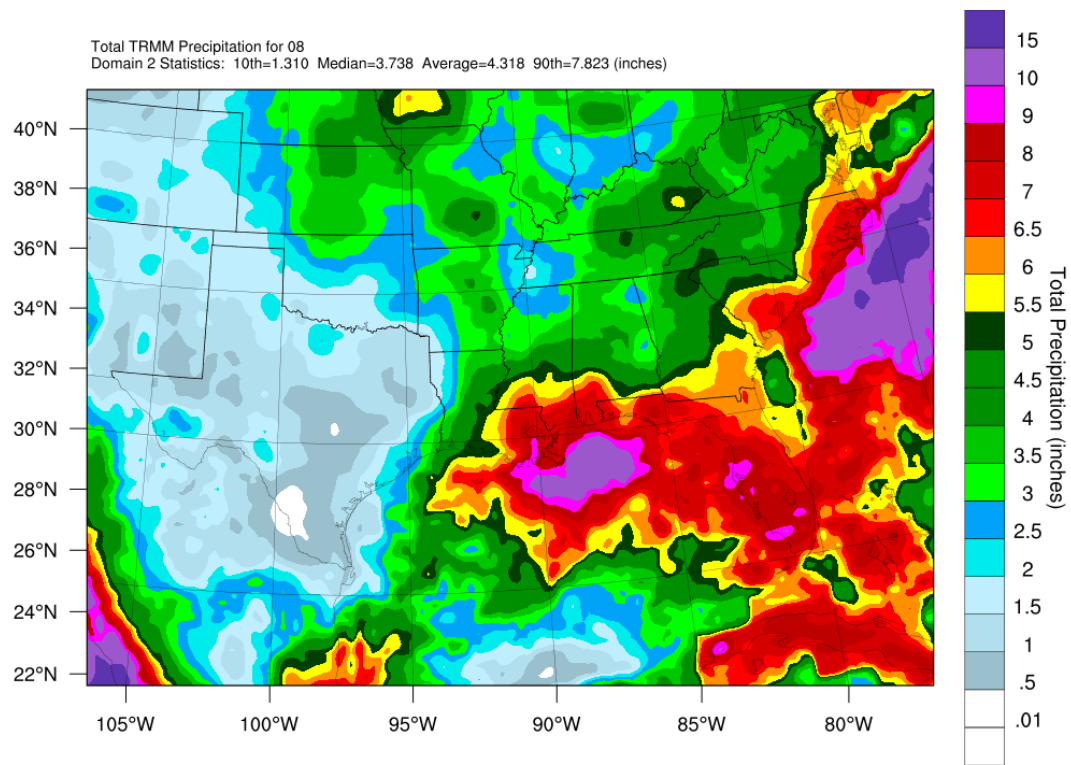 Total TRMM Precipitation for 08
Domain 2 Statistics:  10th=1.310  Median=3.738  Average=4.318  90th=7.823 (inches)
40°N
38°N
36°N
34°N
32°N
30°N
28°N
26°N
24°N
22°N
105°W
100°W
95°W
90°W
85°W
80°W
15
10
9
8
7
6.5
6
5.5
5
4.5
4
3.5
3
2.5
2
1.5
1
.5
.01
Total Precipitation (inches)